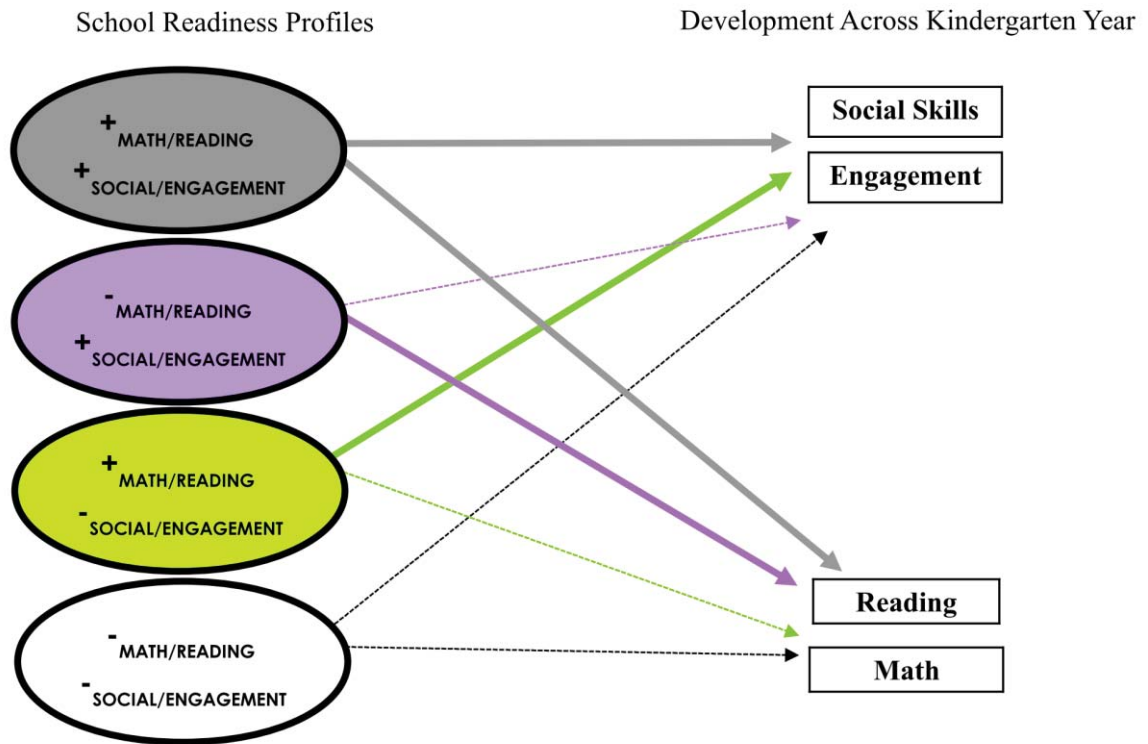 School Readiness Profiles
Development Across Kindergarten Year
+MATH/READING
+SOCIAL/ENGAGEMENT
-MATH/READING
+SOCIAL/ENGAGEMENT
+MATH/READING
-SOCIAL/ENGAGEMENT
-MATH/READING
-SOCIAL/ENGAGEMENT
Social Skills
Engagement
Reading
Math